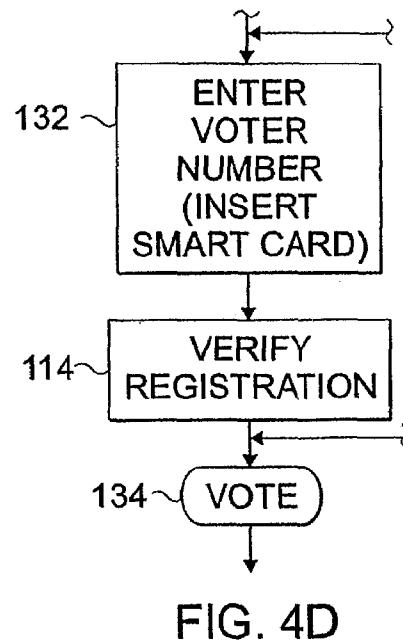 132
ENTER
VOTER
NUMBER
(INSERT
SMART CARD)
114
VERIFY
REGISTRATION
134
VOTE
FIG. 4D